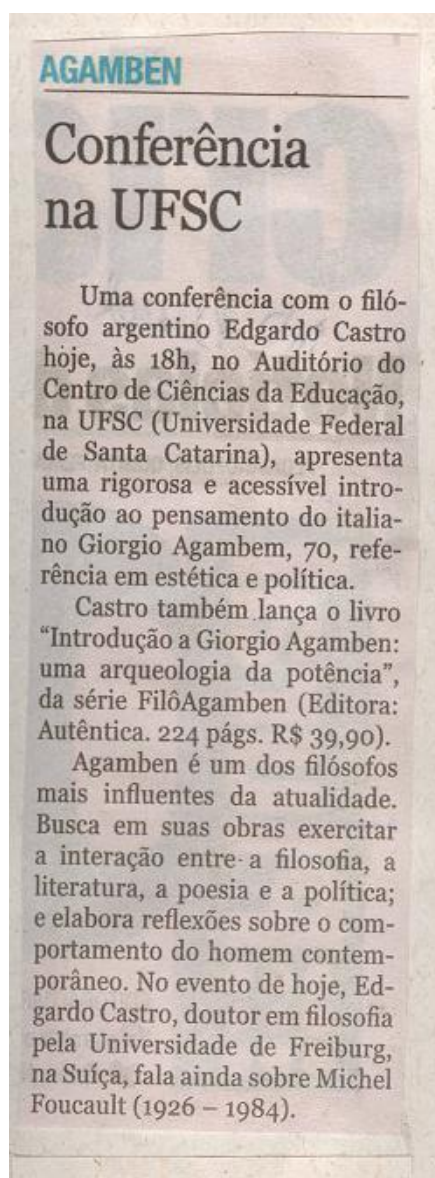 AGAMBEN
Conferência
na UFSC
Uma conferência com o filó-
sofo argentino Edgardo Castro
hoje, às 18h, no Auditório do
Centro de Ciências da Educação,
na UFSC (Universidade Federal
de Santa Catarina), apresenta
uma rigorosa e acessível intro-
dução ao pensamento do italia-
no Giorgio Agambem, 70, refe-
rência em estética e política.
Castro também lança o livro
“Introdução a Giorgio Agamben:
uma arqueologia da potência”,
da série FilôAgamben (Editora:
Autêntica. 224 págs. R$ 39,90).
Agamben é um dos filósofos
mais influentes da atualidade.
Busca em suas obras exercitar
a interação entre a filosofia, a
literatura, a poesia e a política;
e elabora reflexões sobre o com-
portamento do homem contem-
porâneo. No evento de hoje, Ed-
gardo Castro, doutor em filosofia
pela Universidade de Freiburg,
na Suíça, fala ainda sobre Michel
Foucault (1926 – 1984).